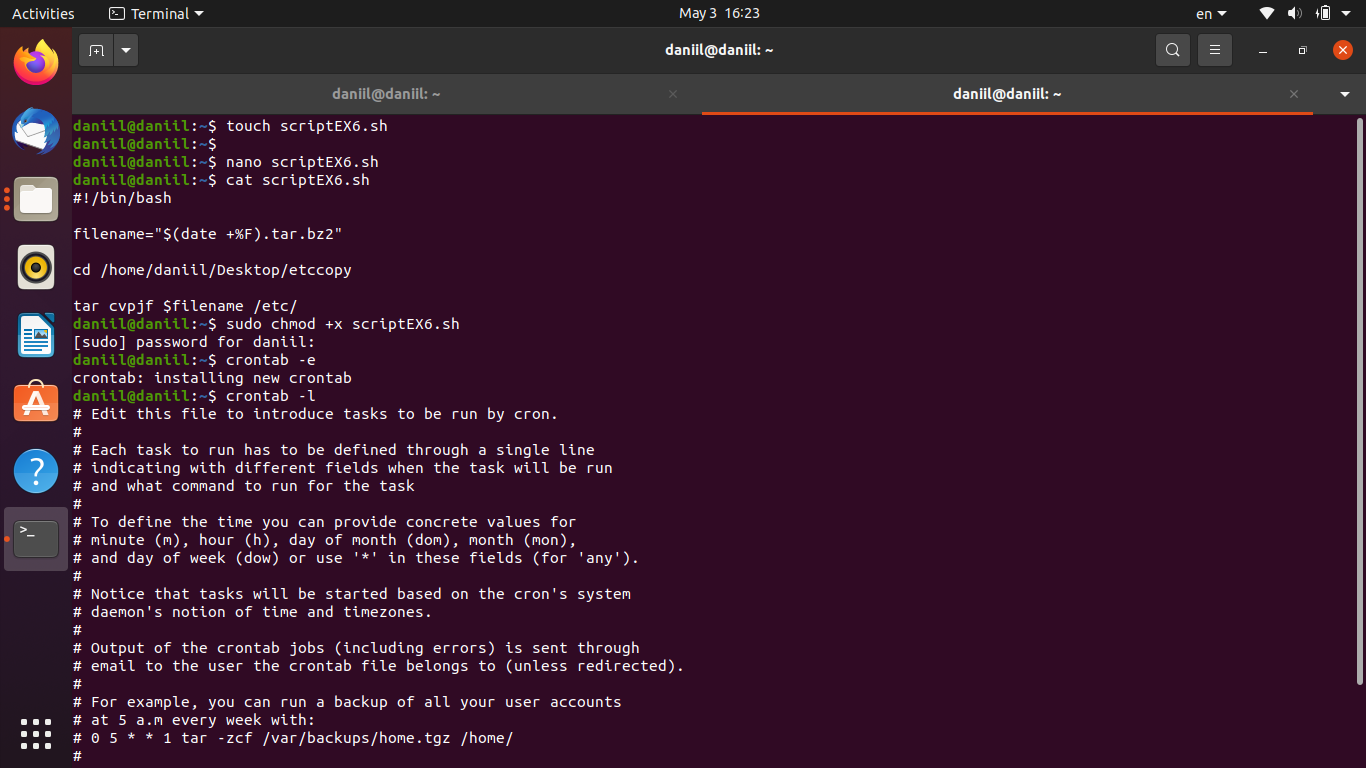 Activities
Terminal
May 3 16:23
en
daniil@daniil: ~
daniil@daniil: ~
daniil@daniil: ~
daniil@daniil:~$ touch scriptEX6.sh
daniil@daniil:~$
daniil@daniil:~$ nano scriptEX6.sh
daniil@daniil:~$ cat scriptEX6.sh
#!/bin/bash
filename="$(date +%F).tar.bz2"
cd /home/daniil/Desktop/etccopy
tar cvpjf $filename /etc/
daniil@daniil:~$ sudo chmod +x scriptEX6.sh
[sudo] password for daniil:
daniil@daniil:~$ crontab -e
crontab: installing new crontab
daniil@daniil:~$ crontab -l
# Edit this file to introduce tasks to be run by cron.
#
# Each task to run has to be defined through a single line
# indicating with different fields when the task will be run
# and what command to run for the task
#
# To define the time you can provide concrete values for
# minute (m), hour (h), day of month (dom), month (mon),
# and day of week (dow) or use '*' in these fields (for 'any').
#
# Notice that tasks will be started based on the cron's system
# daemon's notion of time and timezones.
#
# Output of the crontab jobs (including errors) is sent through
# email to the user the crontab file belongs to (unless redirected).
#
# For example, you can run a backup of all your user accounts
# at 5 a.m every week with:
# 0 5 * * 1 tar -zcf /var/backups/home.tgz /home/
#